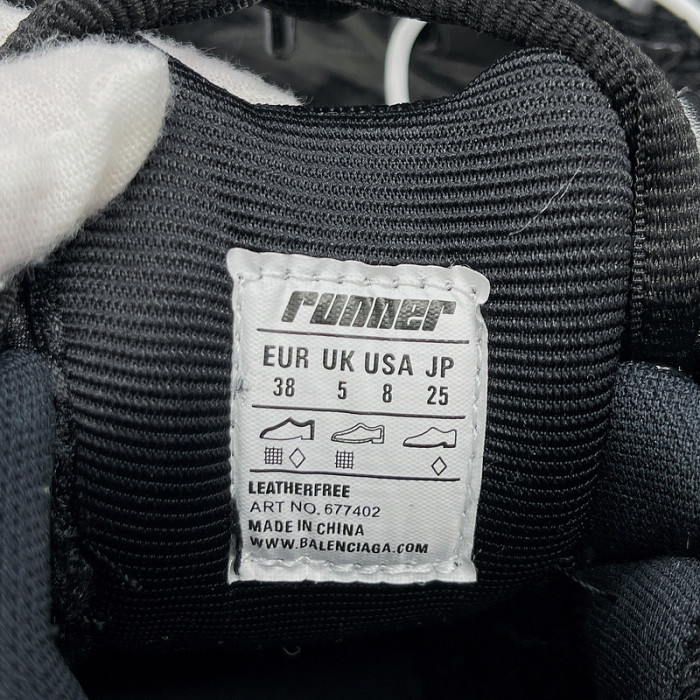 runner
EUR UK USA JP
38 5 8 25
LEATHERFREE
ART NO. 677402
MADE IN CHINA
WWW.BALENCIAGA.COM